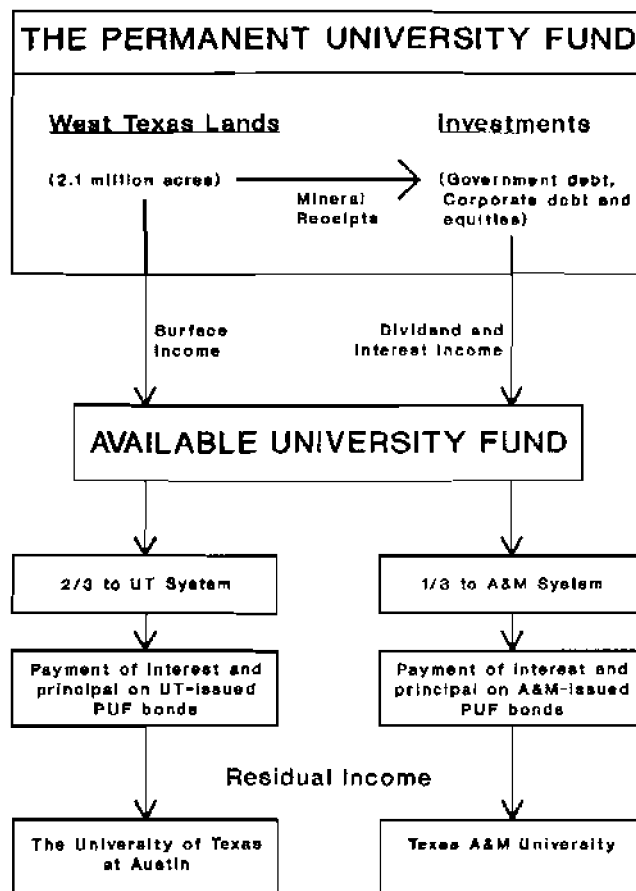 THE PERMANENT UNIVERSITY FUND
West Texas Lands
(2.1 million acres)
Mineral
Receipts
Investments
(Government debt,
Corporate debt and
equities)
Surface
Income
Dividend and
Interest Income
AVAILABLE UNIVERSITY FUND
2/3 to UT System
1/3 to A&M System
Payment of Interest and
principal on UT-issued
PUF bonds
Payment of interest and
principal on A&M-issued
PUF bonds
Residual Income
The University of Texas
at Austin
Texas A&M University